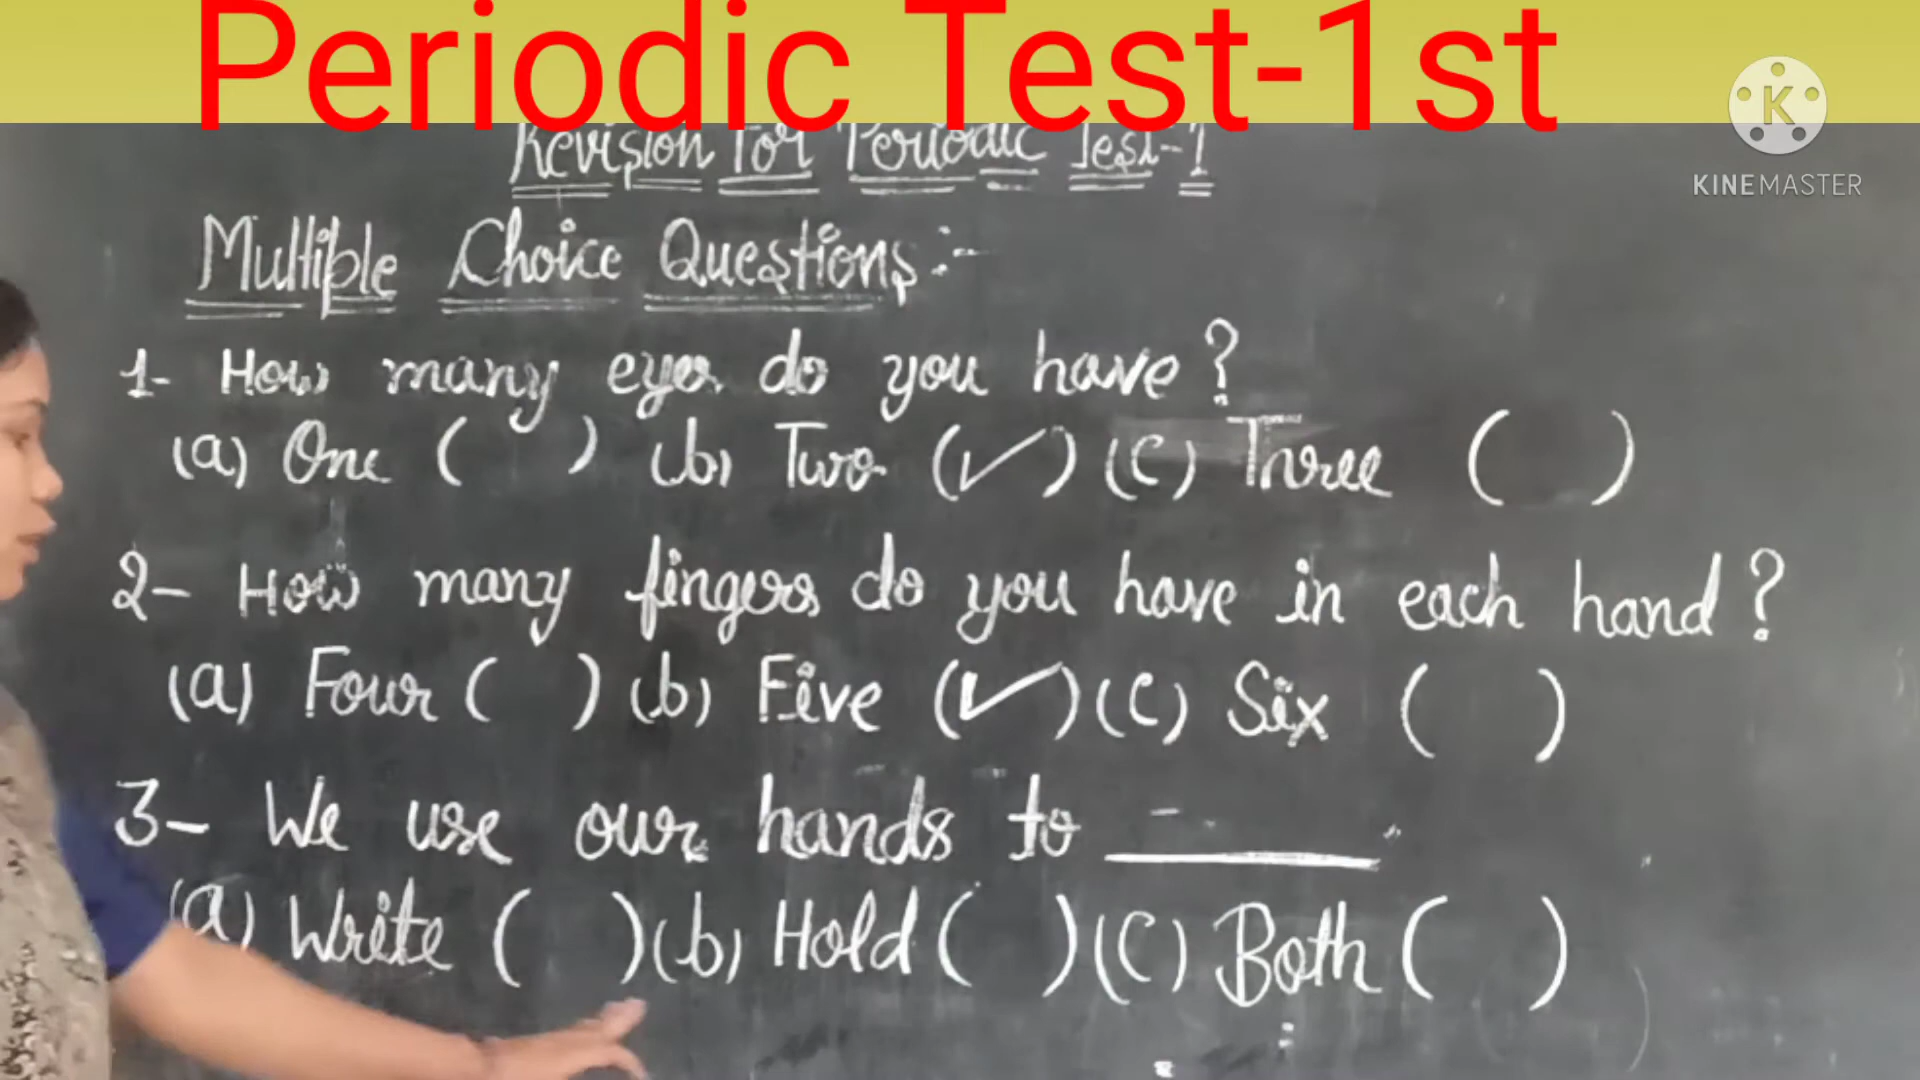 Periodic Test-1st
KINEMASTER
Revision For Periodic Test-1
Multiple Choice Questions:-
1- How many eyes do you have?
(a) One ( ) (b) Two (✓) (C) Three ( )
2- How many fingers do you have in each hand?
(a) Four ( ) (b) Five (✓) (C) Six ( )
3- We use our hands to ______
(a) Write ( ) (b) Hold ( ) (C) Both ( )